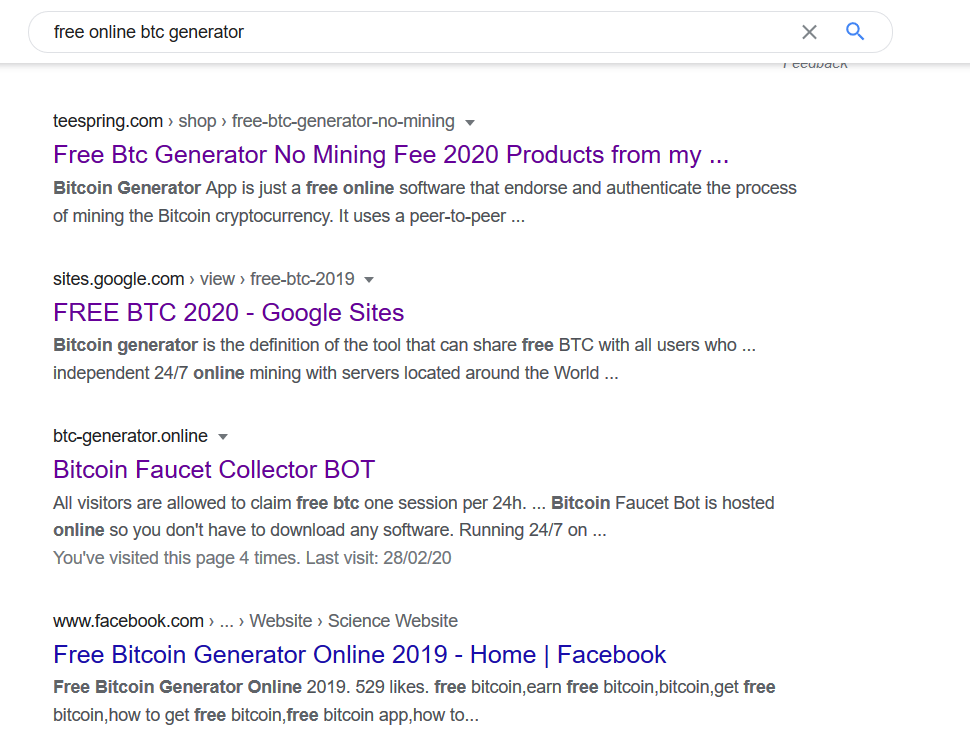 free online btc generator
Feedback
teespring.com › shop › free-btc-generator-no-mining
Free Btc Generator No Mining Fee 2020 Products from my ...
Bitcoin Generator App is just a free online software that endorse and authenticate the process
of mining the Bitcoin cryptocurrency. It uses a peer-to-peer ...
sites.google.com › view › free-btc-2019
FREE BTC 2020 - Google Sites
Bitcoin generator is the definition of the tool that can share free BTC with all users who ...
independent 24/7 online mining with servers located around the World ...
btc-generator.online
Bitcoin Faucet Collector BOT
All visitors are allowed to claim free btc one session per 24h. ... Bitcoin Faucet Bot is hosted
online so you don't have to download any software. Running 24/7 on ...
You've visited this page 4 times. Last visit: 28/02/20
www.facebook.com › ... › Website › Science Website
Free Bitcoin Generator Online 2019 - Home | Facebook
Free Bitcoin Generator Online 2019. 529 likes. free bitcoin,earn free bitcoin,bitcoin,get free
bitcoin,how to get free bitcoin,free bitcoin app,how to...